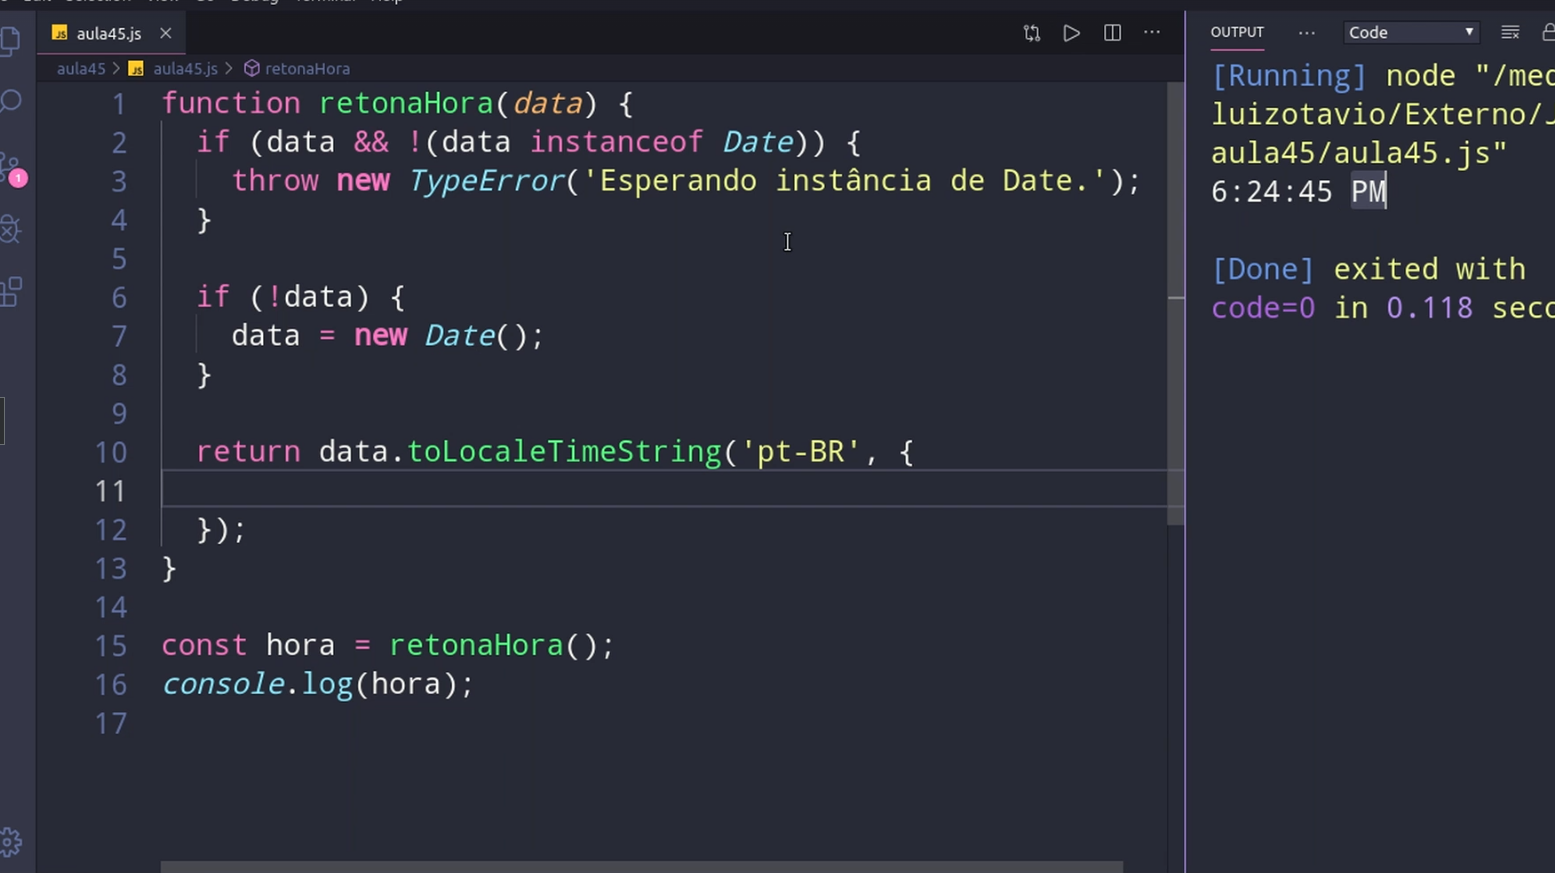 aula45.js
OUTPUT
Code
aula45 > aula45.js > retonaHora
1 function retonaHora(data) {
2 if (data && !(data instanceof Date)) {
3 throw new TypeError('Esperando instância de Date.');
4 }
5
6 if (!data) {
7 data = new Date();
8 }
9
10 return data.toLocaleTimeString('pt-BR', {
11
12 });
13 }
14
15 const hora = retonaHora();
16 console.log(hora);
17
1
[Running] node "/med
luizotavio/Externo/J
aula45/aula45.js"
6:24:45 PM
[Done] exited with
code=0 in 0.118 seco